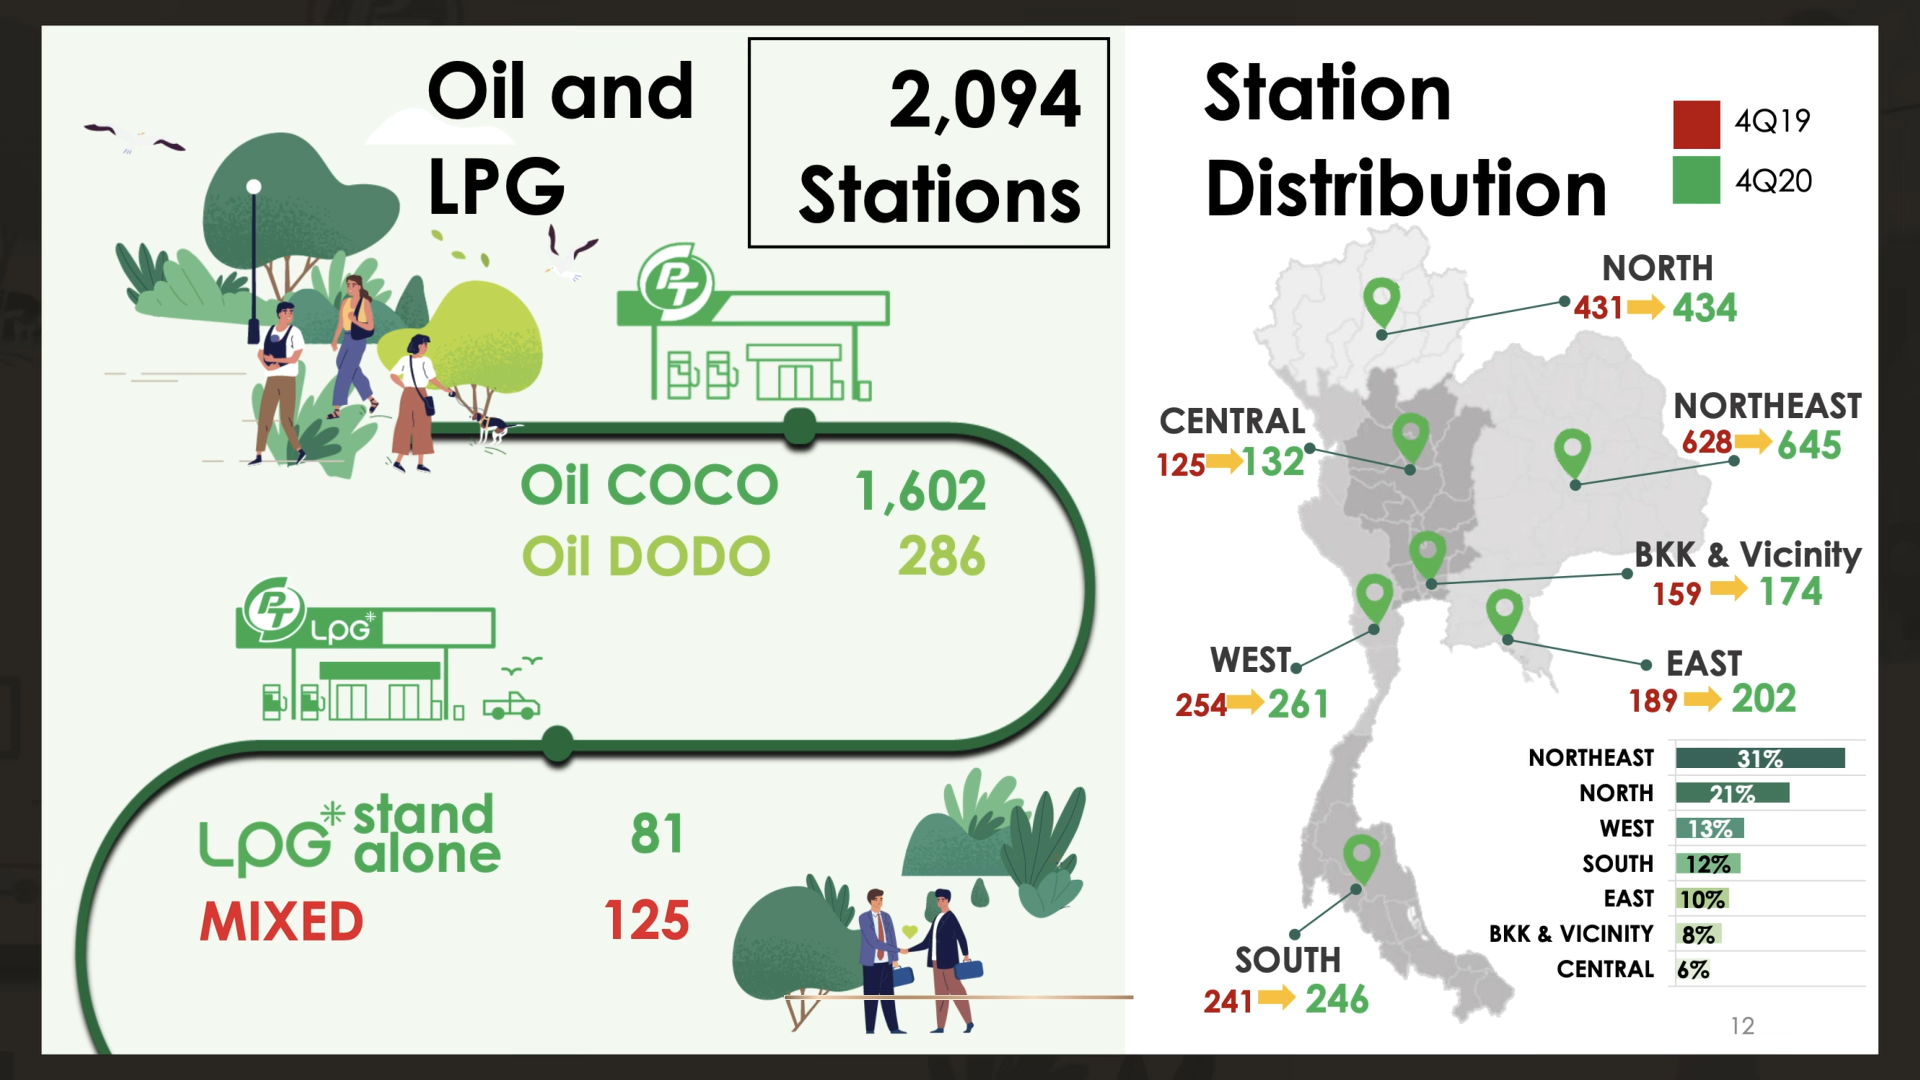 Oil and
LPG
2,094
Stations
PT
Oil COCO 1,602
Oil DODO 286
PT LPG*
LPG* stand
alone 81
MIXED 125
Station
Distribution
4Q19
4Q20
NORTH
431 434
NORTHEAST
628 645
CENTRAL
125 132
BKK & Vicinity
159 174
WEST
254 261
EAST
189 202
SOUTH
241 246
NORTHEAST 31%
NORTH 21%
WEST 13%
SOUTH 12%
EAST 10%
BKK & VICINITY 8%
CENTRAL 6%
12